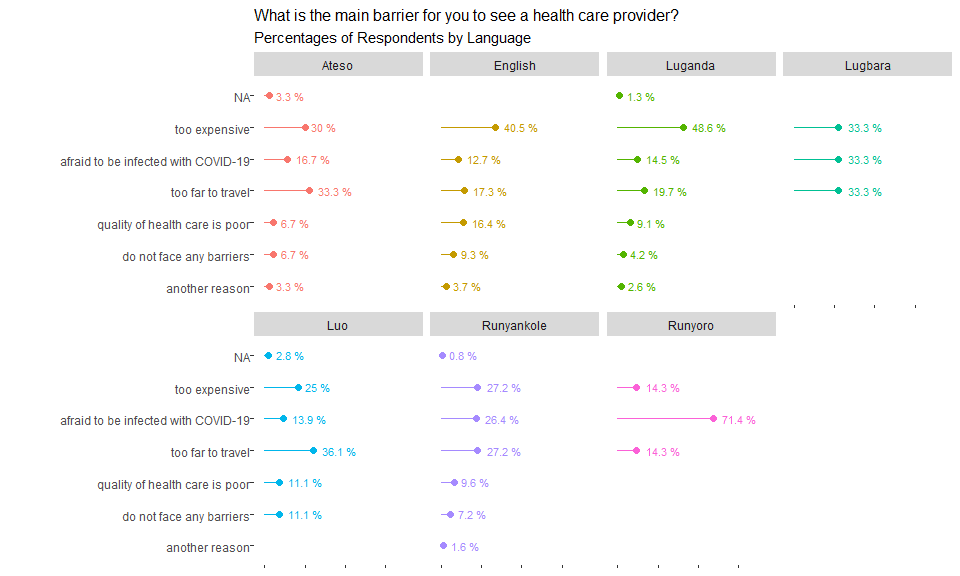 What is the main barrier for you to see a health care provider?
Percentages of Respondents by Language
Ateso English Luganda Lugbara
NA 3.3 % 1.3 %
too expensive 30 % 40.5 % 48.6 % 33.3 %
afraid to be infected with COVID-19 16.7 % 12.7 % 14.5 % 33.3 %
too far to travel 33.3 % 17.3 % 19.7 % 33.3 %
quality of health care is poor 6.7 % 16.4 % 9.1 %
do not face any barriers 6.7 % 9.3 % 4.2 %
another reason 3.3 % 3.7 % 2.6 %
Luo Runyankole Runyoro
NA 2.8 % 0.8 %
too expensive 25 % 27.2 % 14.3 %
afraid to be infected with COVID-19 13.9 % 26.4 % 71.4 %
too far to travel 36.1 % 27.2 % 14.3 %
quality of health care is poor 11.1 % 9.6 %
do not face any barriers 11.1 % 7.2 %
another reason 1.6 %